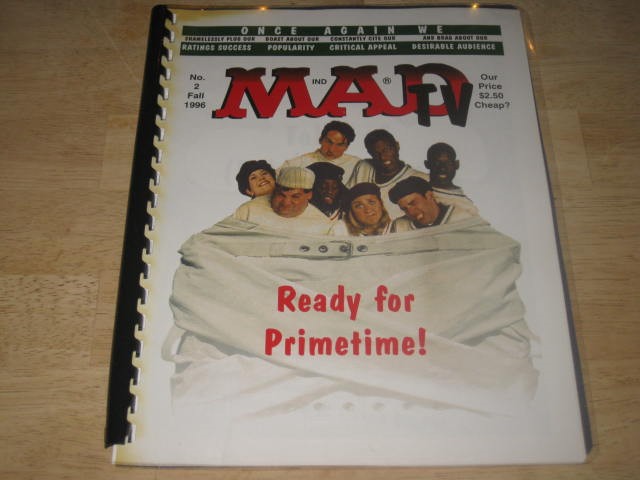 ONCE AGAIN WE
SHAMELESSLY PLUG OUR BOAST ABOUT OUR CONSTANTLY CITE OUR AND BRAG ABOUT OUR
RATINGS SUCCESS POPULARITY CRITICAL APPEAL DESIRABLE AUDIENCE
No.
2
Fall
1996
IND
MAD®
TV
Our
Price
$2.50
Cheap?
Ready for
Primetime!